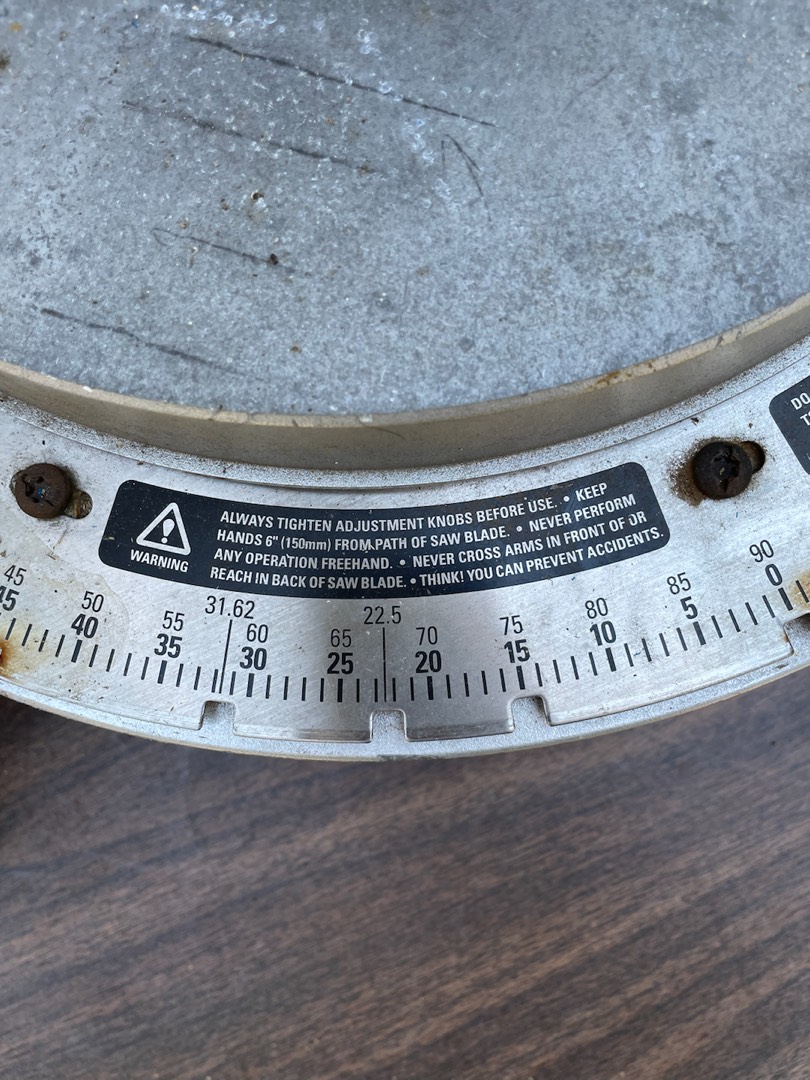 ALWAYS TIGHTEN ADJUSTMENT KNOBS BEFORE USE. • KEEP
HANDS 6" (150mm) FROM PATH OF SAW BLADE. • NEVER PERFORM
ANY OPERATION FREEHAND. • NEVER CROSS ARMS IN FRONT OF OR
REACH IN BACK OF SAW BLADE. • THINK! YOU CAN PREVENT ACCIDENTS.
WARNING
DO
45 50 55 31.62 60 65 22.5 70 75 80 85 90
45 40 35 30 25 20 15 10 5 0